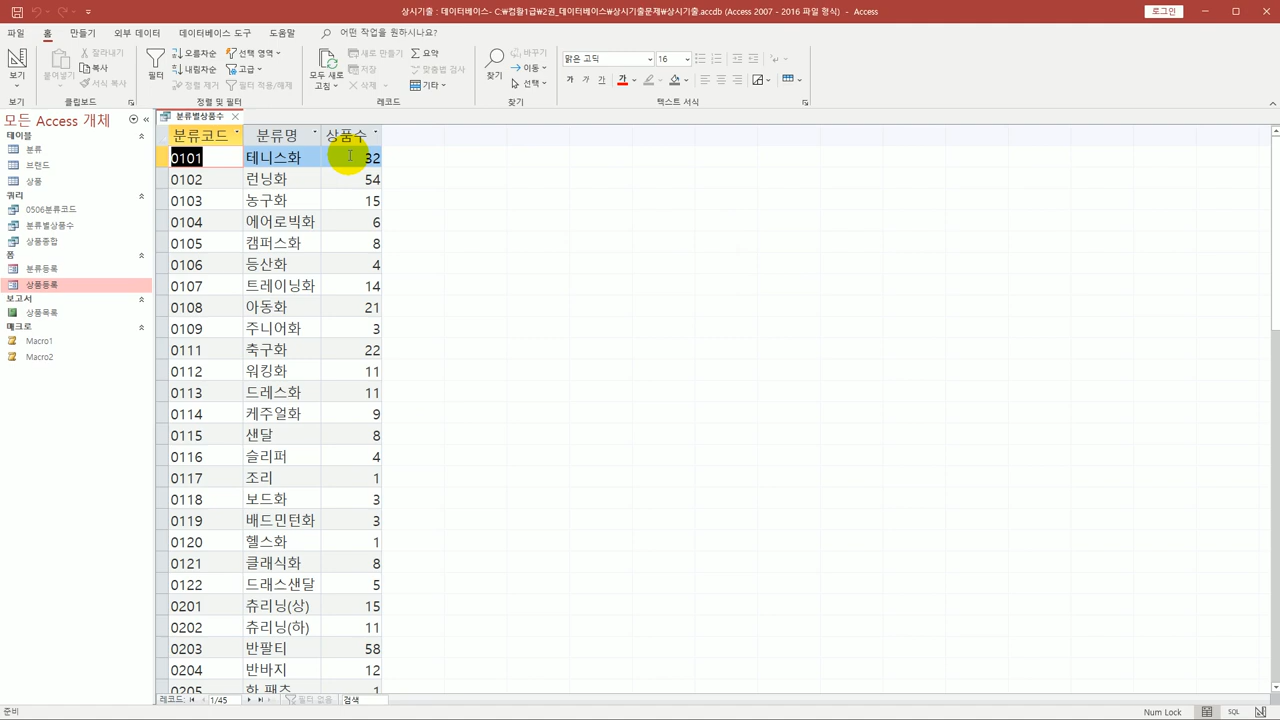 상시기술 : 데이터베이스- C:₩컴활1급₩2권_데이터베이스₩상시기술문제₩상시기술.accdb (Access 2007 - 2016 파일 형식) - Access
로그인
파일 홈 만들기 외부 데이터 데이터베이스 도구 도움말 어떤 작업을 원하시나요?
보기
붙여넣기
잘라내기
복사
서식 복사
필터
오름차순
내림차순
정렬 제거
선택 영역
고급
필터 적용/해제
모두 새로 고침
새로 만들기
저장
삭제
요약
맞춤법 검사
기타
찾기
바꾸기
이동
선택
맑은 고딕 16
가 가 가 가
보기 클립보드 정렬 및 필터 레코드 찾기 텍스트 서식
모든 Access 개체
테이블
분류
브랜드
상품
쿼리
0506분류코드
분류별상품수
상품종합
폼
분류등록
상품등록
보고서
상품목록
매크로
Macro1
Macro2
분류별상품수
분류코드 분류명 상품수
0101 테니스화 32
0102 런닝화 54
0103 농구화 15
0104 에어로빅화 6
0105 캠퍼스화 8
0106 등산화 4
0107 트레이닝화 14
0108 아동화 21
0109 주니어화 3
0111 축구화 22
0112 워킹화 11
0113 드레스화 11
0114 케주얼화 9
0115 샌달 8
0116 슬리퍼 4
0117 조리 1
0118 보드화 3
0119 배드민턴화 3
0120 헬스화 1
0121 클래식화 8
0122 드래스샌달 5
0201 츄리닝(상) 15
0202 츄리닝(하) 11
0203 반팔티 58
0204 반바지 12
0205 핫 팬츠 1
레코드: 1/45 필터 없음 검색
준비
Num Lock
SQL